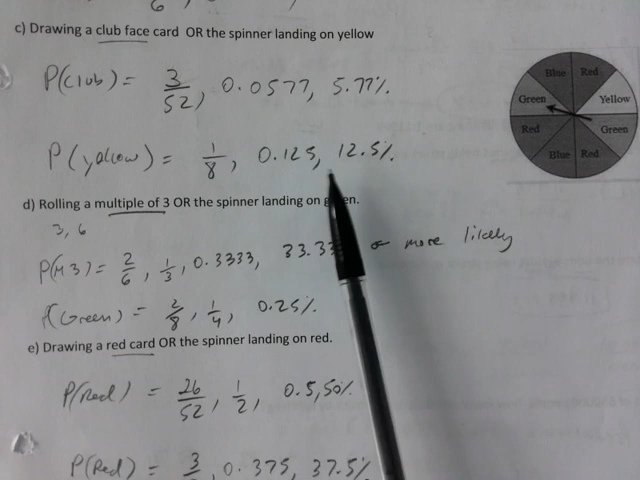 6
c) Drawing a club face card OR the spinner landing on yellow
P(Club) = 3/52, 0.0577, 5.77%
P(yellow) = 1/8, 0.125, 12.5%
Blue Red
Green Yellow
Red Green
Blue Red
d) Rolling a multiple of 3 OR the spinner landing on
3, 6
P(M3) = 2/6, 1/3, 0.3333, 33.33 more likely
P(Green) = 2/8, 1/4, 0.25%
e) Drawing a red card OR the spinner landing on red.
P(Red) = 26/52, 1/2, 0.5, 50%
P(Red) = 3/ , 0.375, 37.5%